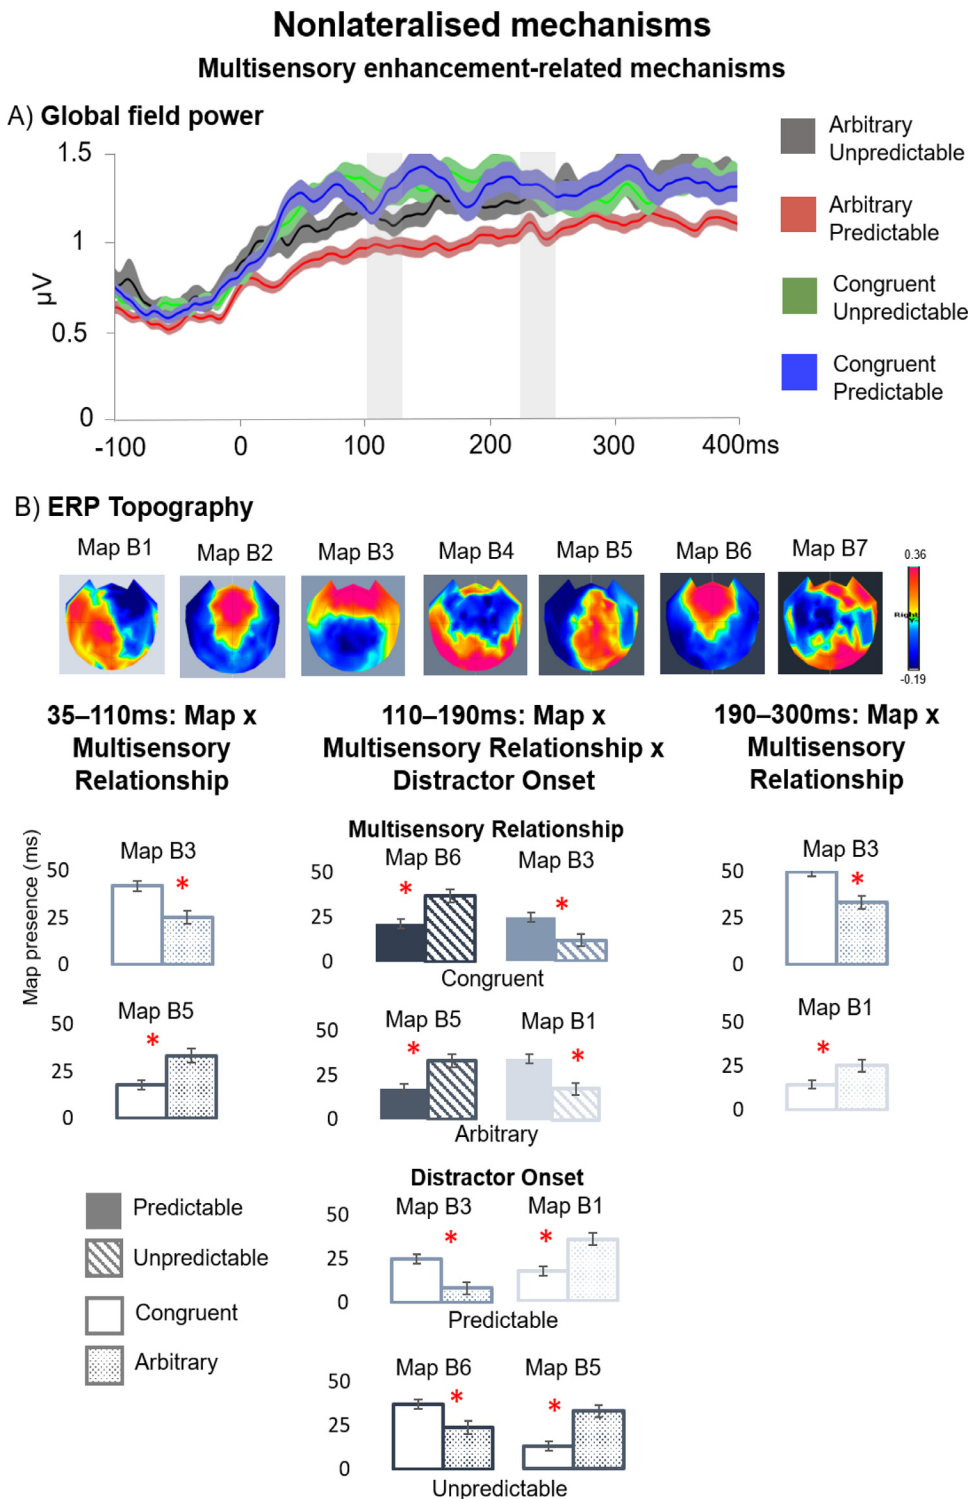 Nonlateralised mechanisms
Multisensory enhancement-related mechanisms
A) Global field power
1.5
1
0.5
0
µV
-100
0
100
200
300
400ms
Arbitrary
Unpredictable
Arbitrary
Predictable
Congruent
Unpredictable
Congruent
Predictable
B) ERP Topography
Map B1
Map B2
Map B3
Map B4
Map B5
Map B6
Map B7
0.36
-0.19
35–110ms: Map x
Multisensory
Relationship
110–190ms: Map x
Multisensory Relationship x
Distractor Onset
190–300ms: Map x
Multisensory
Relationship
Map presence (ms)
Map B3
50
*
25
0
Map B5
50
*
25
0
Multisensory Relationship
Map B6
Map B3
50
*
*
25
0
Congruent
Map B5
Map B1
50
*
*
25
0
Arbitrary
Map B3
50
*
25
0
Map B1
50
*
25
0
Distractor Onset
Map B3
Map B1
50
*
*
25
0
Predictable
Map B6
Map B5
50
*
*
25
0
Unpredictable
Predictable
Unpredictable
Congruent
Arbitrary